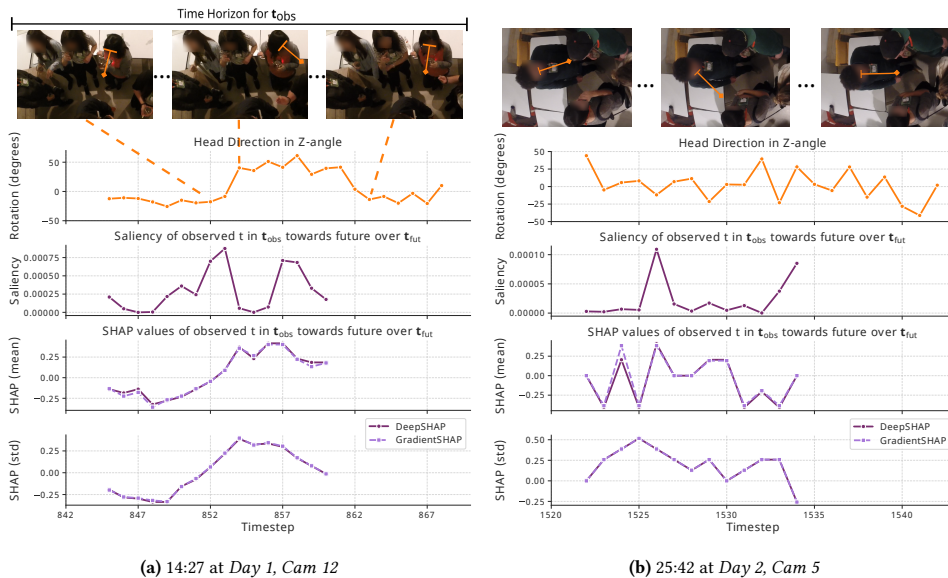 Time Horizon for tobs
... ...
... ...
Head Direction in Z-angle
Rotation (degrees)
50
0
−50
Saliency of observed t in tobs towards future over tfut
Saliency
0.00075
0.00050
0.00025
0.00000
SHAP values of observed t in tobs towards future over tfut
SHAP (mean)
0.25
0.00
−0.25
DeepSHAP
GradientSHAP
SHAP (std)
0.25
0.00
−0.25
842 847 852 857 862 867
Timestep
(a) 14:27 at Day 1, Cam 12
Head Direction in Z-angle
Rotation (degrees)
50
25
0
−25
−50
Saliency of observed t in tobs towards future over tfut
Saliency
0.00010
0.00005
0.00000
SHAP values of observed t in tobs towards future over tfut
SHAP (mean)
0.25
0.00
−0.25
DeepSHAP
GradientSHAP
SHAP (std)
0.50
0.25
0.00
−0.25
1520 1525 1530 1535 1540
Timestep
(b) 25:42 at Day 2, Cam 5